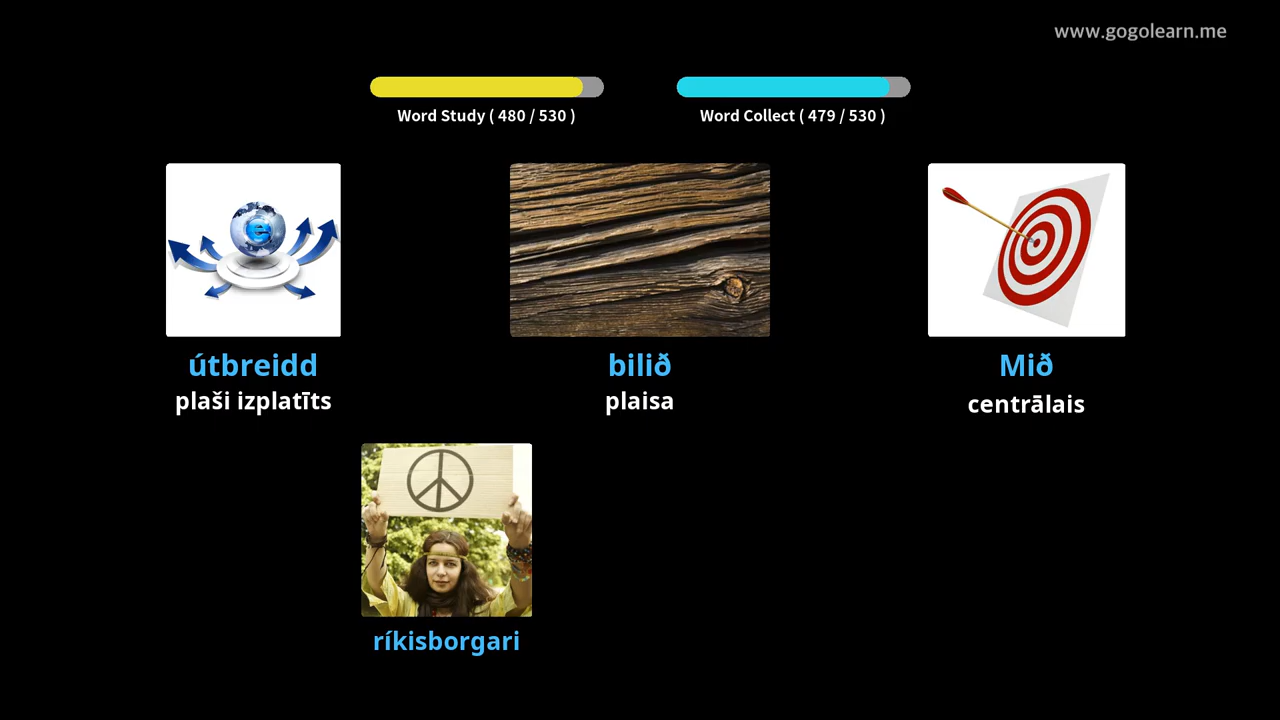 www.gogolearn.me
Word Study ( 480 / 530 )
Word Collect ( 479 / 530 )
e
útbreidd
plaši izplatīts
bilið
plaisa
Mið
centrālais
ríkisborgari